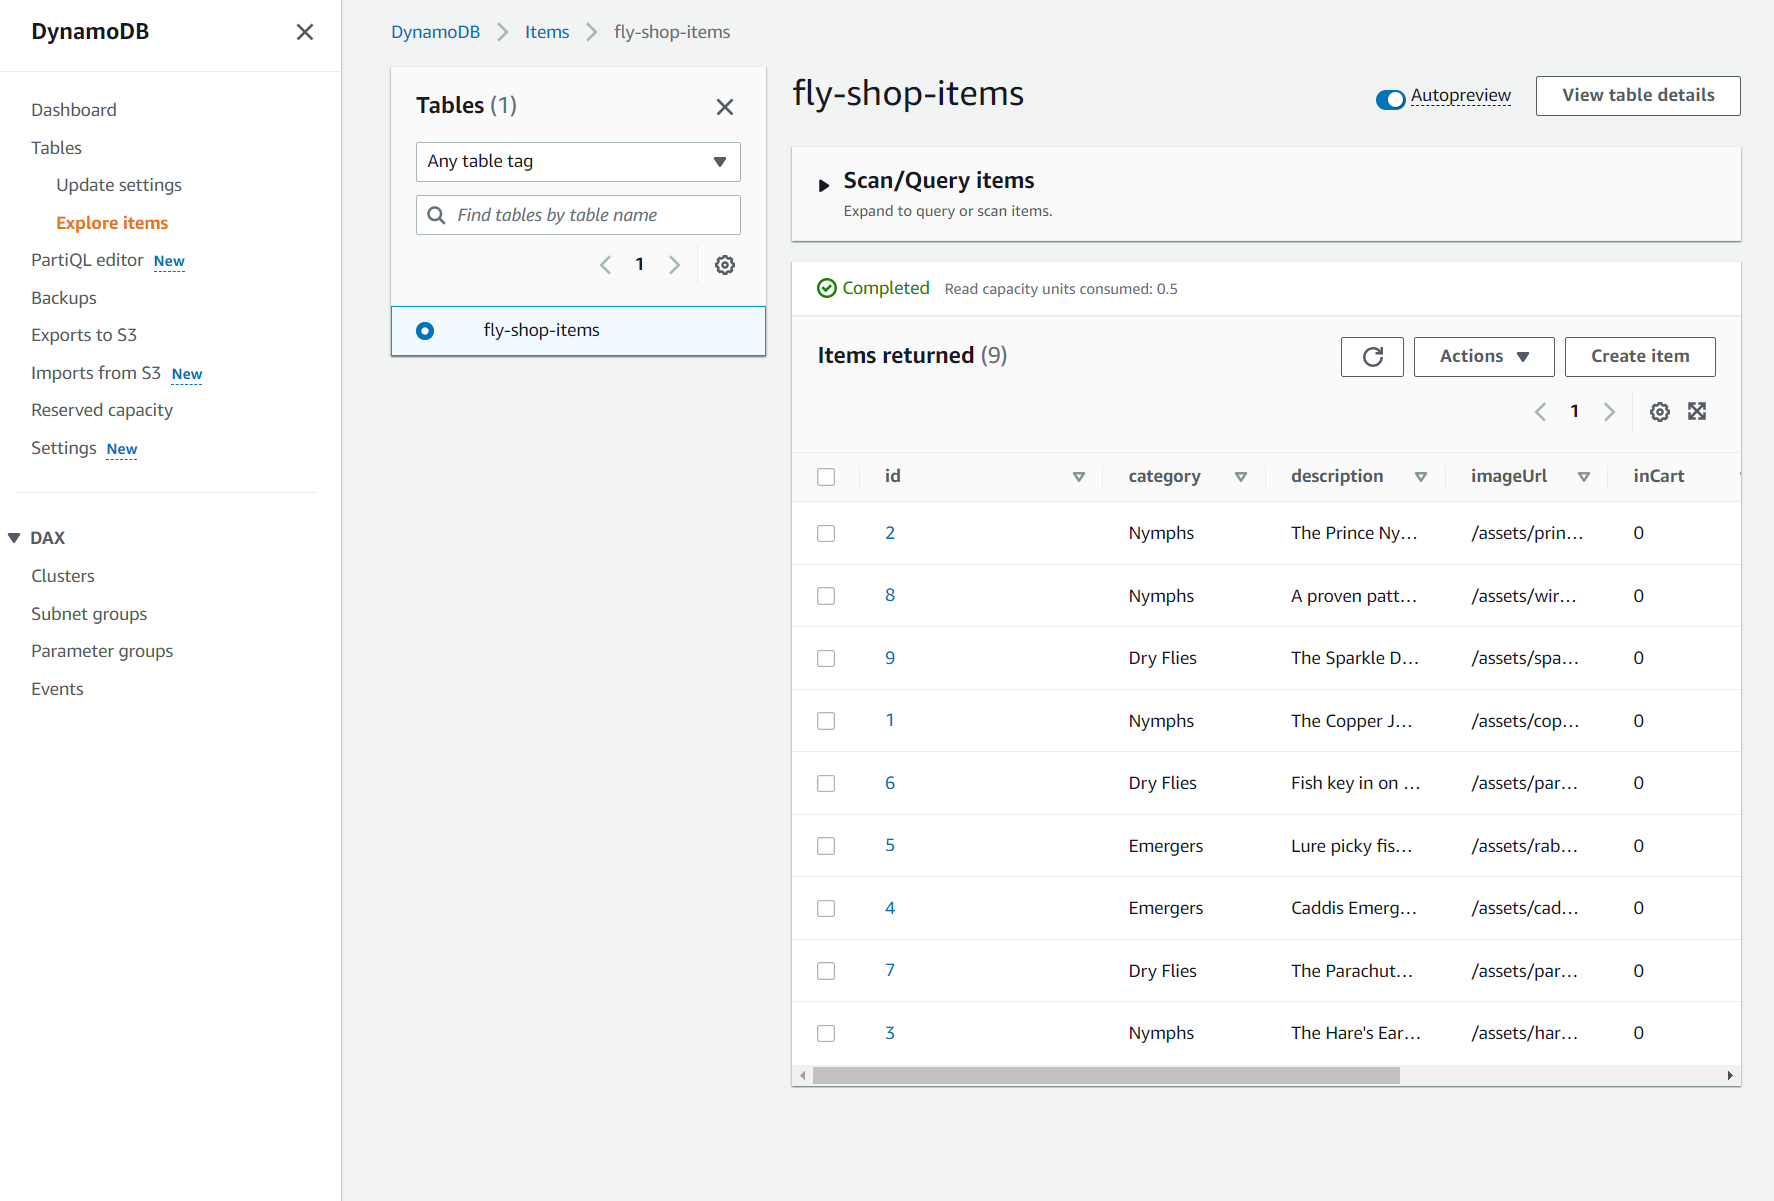 DynamoDB
Dashboard
Tables
Update settings
Explore items
PartiQL editor New
Backups
Exports to S3
Imports from S3 New
Reserved capacity
Settings New
DAX
Clusters
Subnet groups
Parameter groups
Events
DynamoDB Items fly-shop-items
Tables (1)
Any table tag
Find tables by table name
1
fly-shop-items
fly-shop-items
Autopreview
View table details
Scan/Query items
Expand to query or scan items.
Completed Read capacity units consumed: 0.5
Items returned (9)
Actions
Create item
1
id category description imageUrl inCart
2 Nymphs The Prince Ny... /assets/prin... 0
8 Nymphs A proven patt... /assets/wir... 0
9 Dry Flies The Sparkle D... /assets/spa... 0
1 Nymphs The Copper J... /assets/cop... 0
6 Dry Flies Fish key in on ... /assets/par... 0
5 Emergers Lure picky fis... /assets/rab... 0
4 Emergers Caddis Emerg... /assets/cad... 0
7 Dry Flies The Parachut... /assets/par... 0
3 Nymphs The Hare's Ear... /assets/har... 0